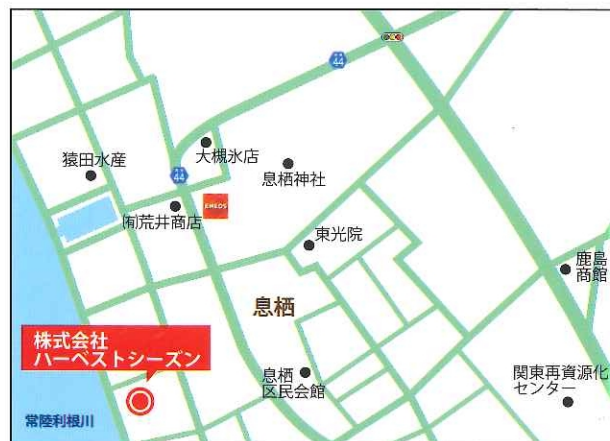 44
猿田水産
大槻氷店
息栖神社
44
ENEOS
㈲荒井商店
東光院
鹿島
商館
息栖
株式会社
ハーベストシーズン
息栖
区民会館
関東再資源化
センター
常陸利根川